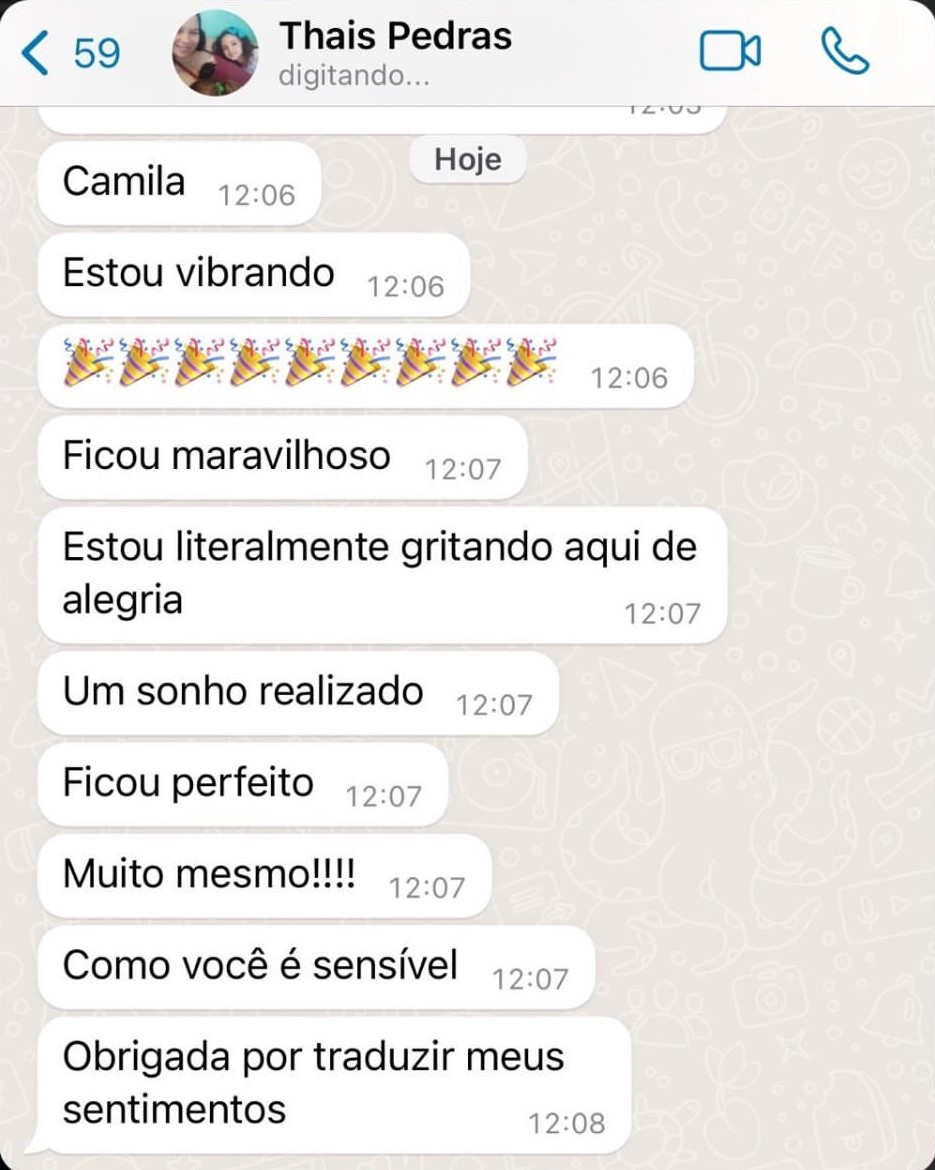 59
Thais Pedras
digitando...
12:05
Hoje
Camila 12:06
Estou vibrando 12:06
🎉🎉🎉🎉🎉🎉🎉🎉🎉 12:06
Ficou maravilhoso 12:07
Estou literalmente gritando aqui de
alegria 12:07
Um sonho realizado 12:07
Ficou perfeito 12:07
Muito mesmo!!!! 12:07
Como você é sensível 12:07
Obrigada por traduzir meus
sentimentos 12:08